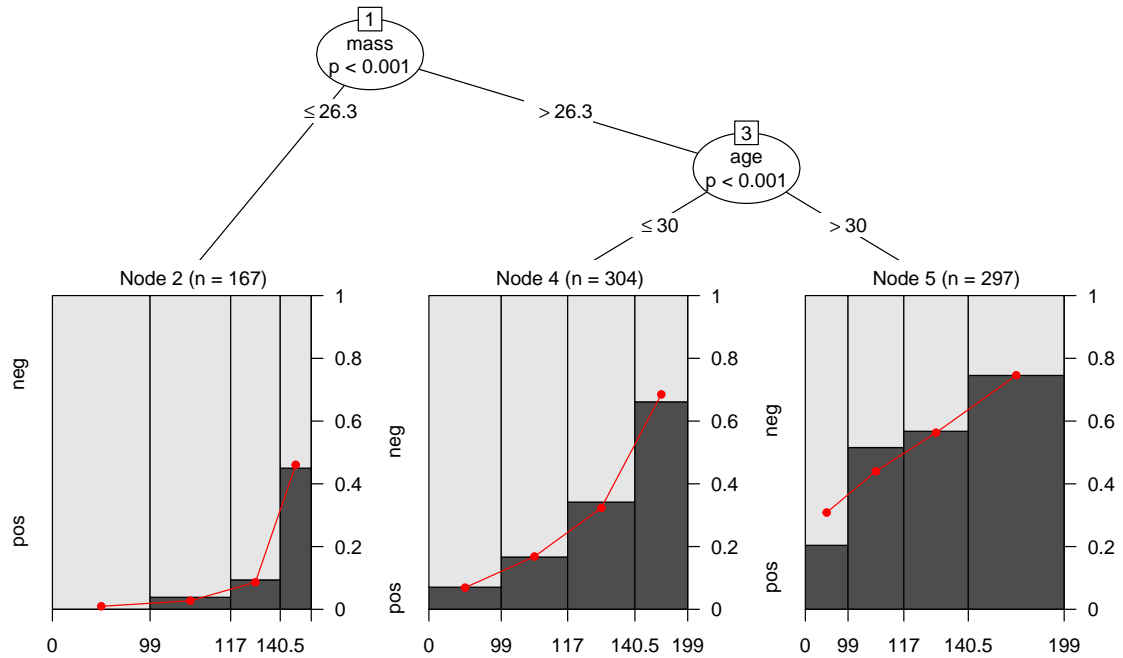 1
mass
p < 0.001
≤ 26.3
> 26.3
3
age
p < 0.001
≤ 30
> 30
Node 2 (n = 167)
neg
pos
1
0.8
0.6
0.4
0.2
0
0 99 117 140.5
Node 4 (n = 304)
neg
pos
1
0.8
0.6
0.4
0.2
0
0 99 117 140.5 199
Node 5 (n = 297)
neg
pos
1
0.8
0.6
0.4
0.2
0
0 99 117 140.5 199